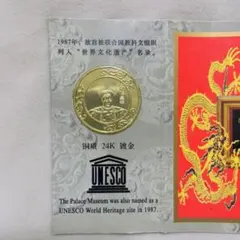 1987年，故宫被联合国教科文组织
列入"世界文化遗产"名录。
铜质 24K 镀金
UNESCO
The Palace Museum was also named as a
UNESCO World Heritage site in 1987.